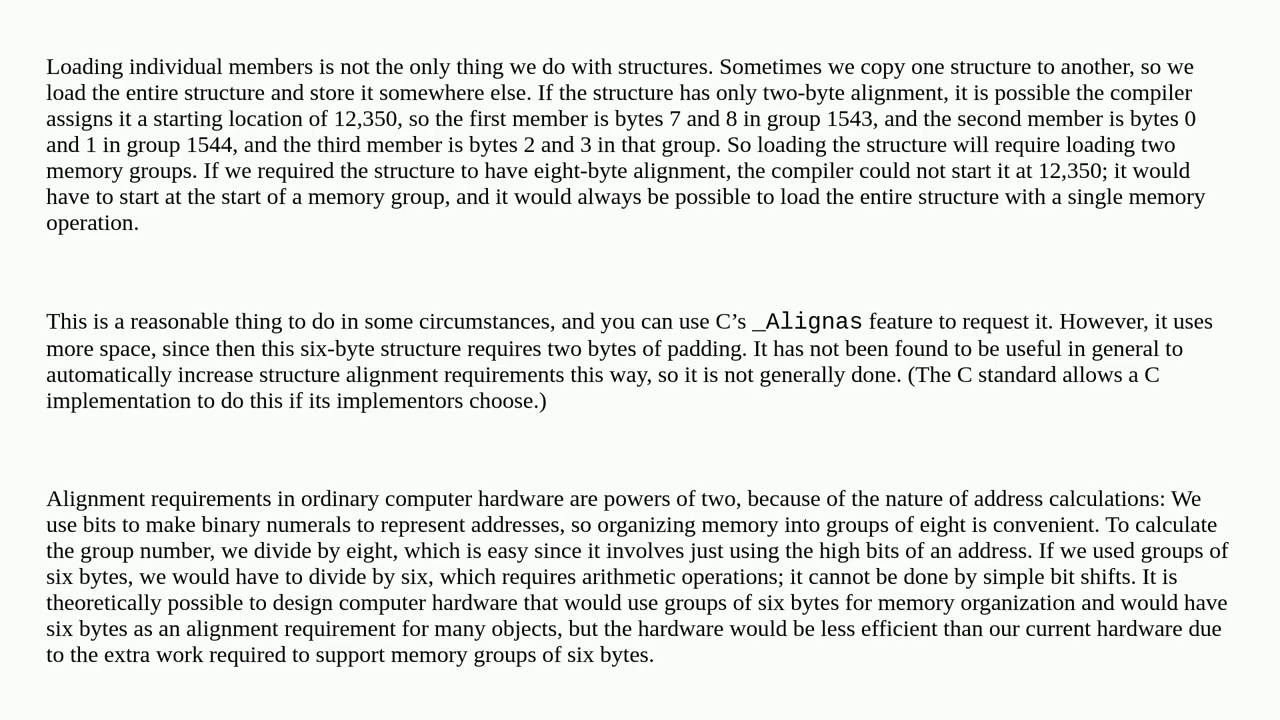 Loading individual members is not the only thing we do with structures. Sometimes we copy one structure to another, so we
load the entire structure and store it somewhere else. If the structure has only two-byte alignment, it is possible the compiler
assigns it a starting location of 12,350, so the first member is bytes 7 and 8 in group 1543, and the second member is bytes 0
and 1 in group 1544, and the third member is bytes 2 and 3 in that group. So loading the structure will require loading two
memory groups. If we required the structure to have eight-byte alignment, the compiler could not start it at 12,350; it would
have to start at the start of a memory group, and it would always be possible to load the entire structure with a single memory
operation.
This is a reasonable thing to do in some circumstances, and you can use C’s _Alignas feature to request it. However, it uses
more space, since then this six-byte structure requires two bytes of padding. It has not been found to be useful in general to
automatically increase structure alignment requirements this way, so it is not generally done. (The C standard allows a C
implementation to do this if its implementors choose.)
Alignment requirements in ordinary computer hardware are powers of two, because of the nature of address calculations: We
use bits to make binary numerals to represent addresses, so organizing memory into groups of eight is convenient. To calculate
the group number, we divide by eight, which is easy since it involves just using the high bits of an address. If we used groups of
six bytes, we would have to divide by six, which requires arithmetic operations; it cannot be done by simple bit shifts. It is
theoretically possible to design computer hardware that would use groups of six bytes for memory organization and would have
six bytes as an alignment requirement for many objects, but the hardware would be less efficient than our current hardware due
to the extra work required to support memory groups of six bytes.